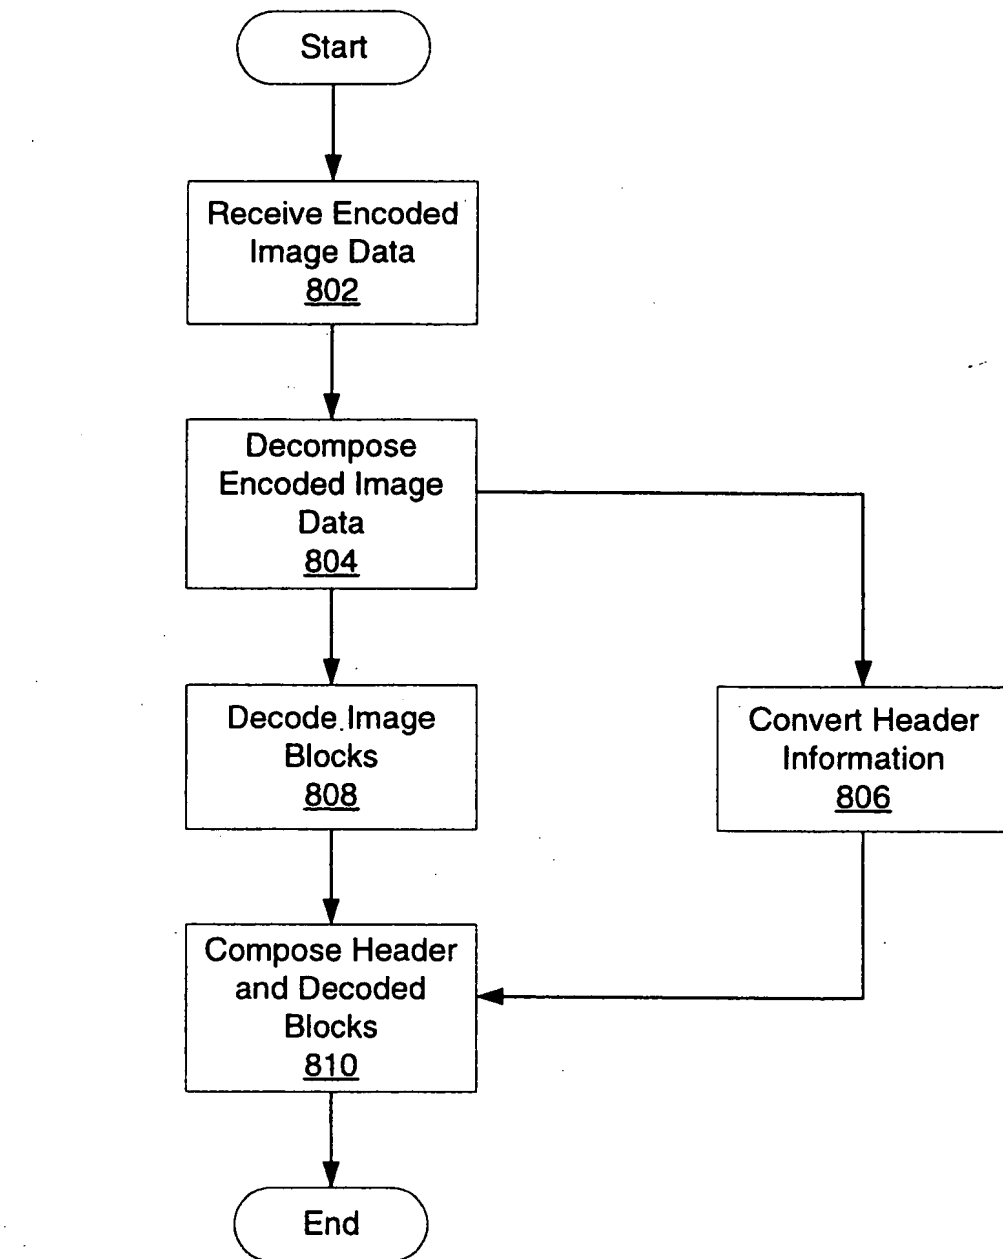 Start
Receive Encoded
Image Data
802
Decompose
Encoded Image
Data
804
Decode Image
Blocks
808
Convert Header
Information
806
Compose Header
and Decoded
Blocks
810
End